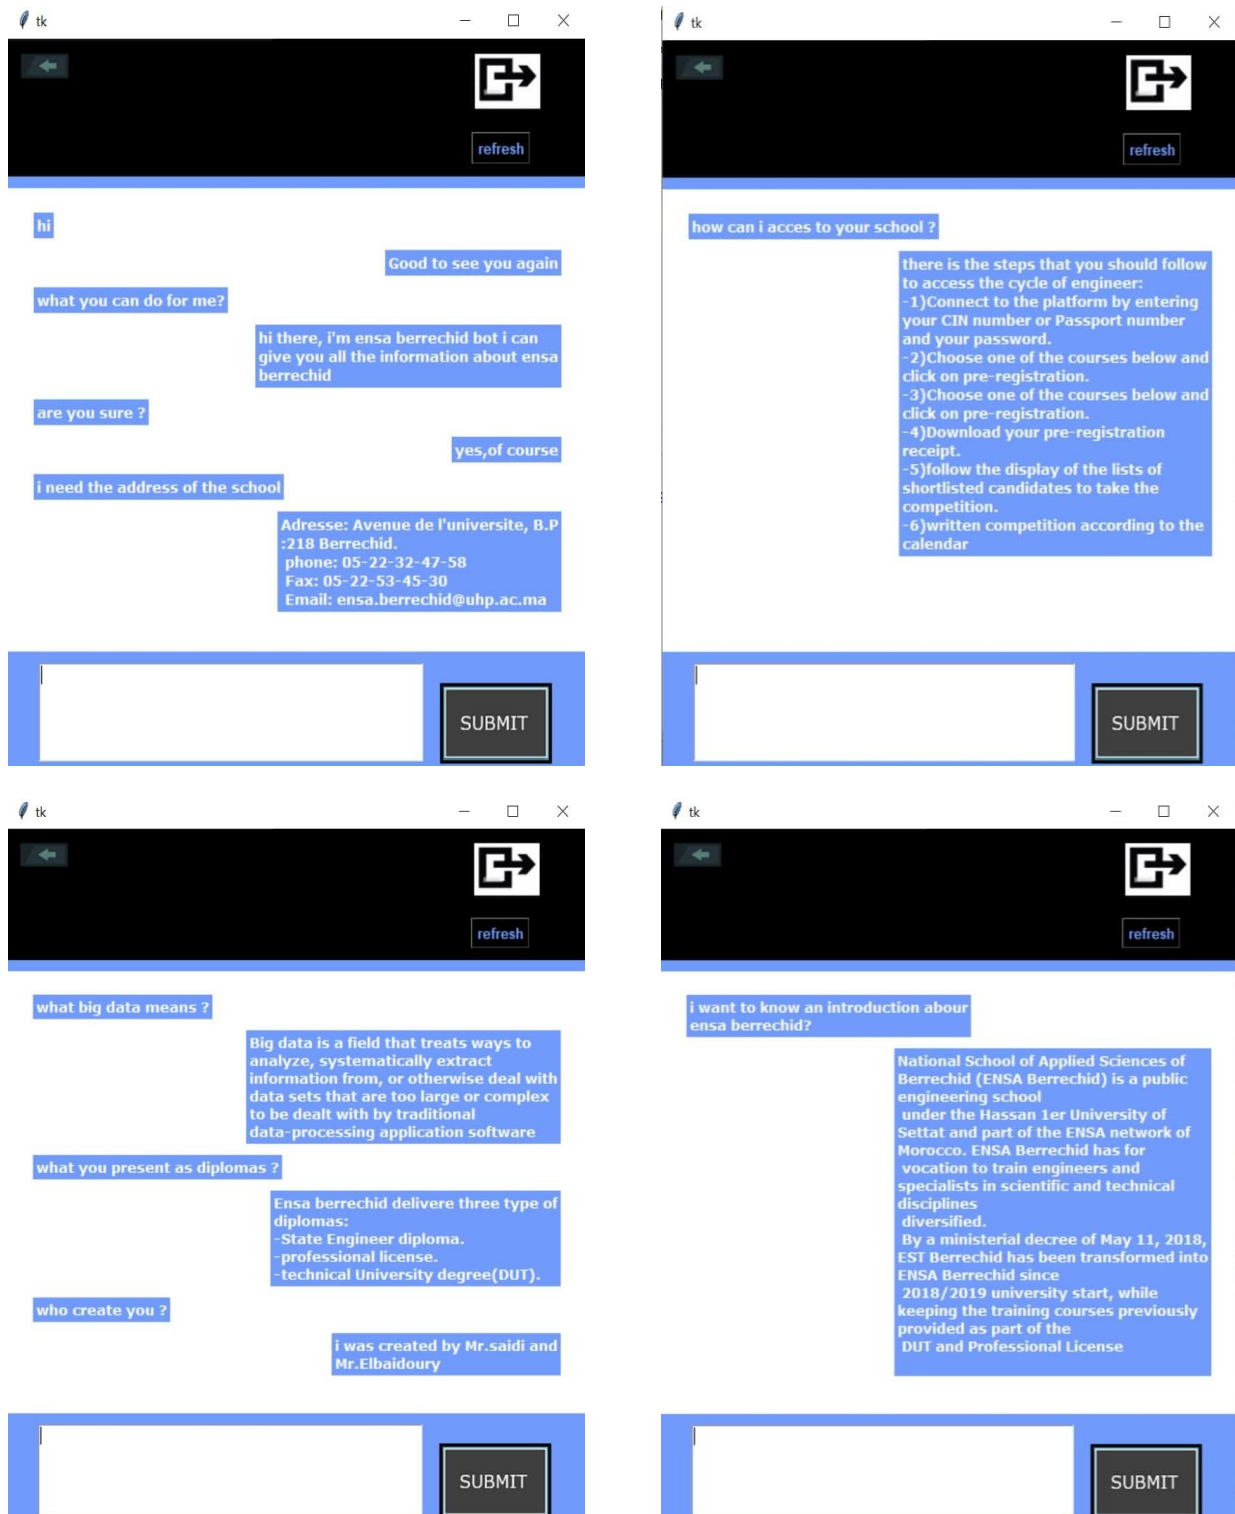 tk
refresh
hi
Good to see you again
what you can do for me?
hi there, i'm ensa berrechid bot i can
give you all the information about ensa
berrechid
are you sure ?
yes,of course
i need the address of the school
Adresse: Avenue de l'universite, B.P
:218 Berrechid.
phone: 05-22-32-47-58
Fax: 05-22-53-45-30
Email: ensa.berrechid@uhp.ac.ma
SUBMIT
tk
refresh
how can i acces to your school ?
there is the steps that you should follow
to access the cycle of engineer:
-1)Connect to the platform by entering
your CIN number or Passport number
and your password.
-2)Choose one of the courses below and
click on pre-registration.
-3)Choose one of the courses below and
click on pre-registration.
-4)Download your pre-registration
receipt.
-5)follow the display of the lists of
shortlisted candidates to take the
competition.
-6)written competition according to the
calendar
SUBMIT
tk
refresh
what big data means ?
Big data is a field that treats ways to
analyze, systematically extract
information from, or otherwise deal with
data sets that are too large or complex
to be dealt with by traditional
data-processing application software
what you present as diplomas ?
Ensa berrechid delivere three type of
diplomas:
-State Engineer diploma.
-professional license.
-technical University degree(DUT).
who create you ?
i was created by Mr.saidi and
Mr.Elbaidoury
SUBMIT
tk
refresh
i want to know an introduction abour
ensa berrechid?
National School of Applied Sciences of
Berrechid (ENSA Berrechid) is a public
engineering school
under the Hassan 1er University of
Settat and part of the ENSA network of
Morocco. ENSA Berrechid has for
vocation to train engineers and
specialists in scientific and technical
disciplines
diversified.
By a ministerial decree of May 11, 2018,
EST Berrechid has been transformed into
ENSA Berrechid since
2018/2019 university start, while
keeping the training courses previously
provided as part of the
DUT and Professional License
SUBMIT